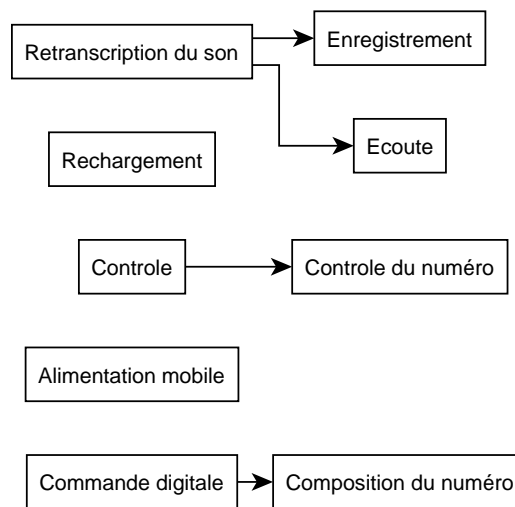 Retranscription du son
Enregistrement
Ecoute
Rechargement
Controle
Controle du numéro
Alimentation mobile
Commande digitale
Composition du numéro